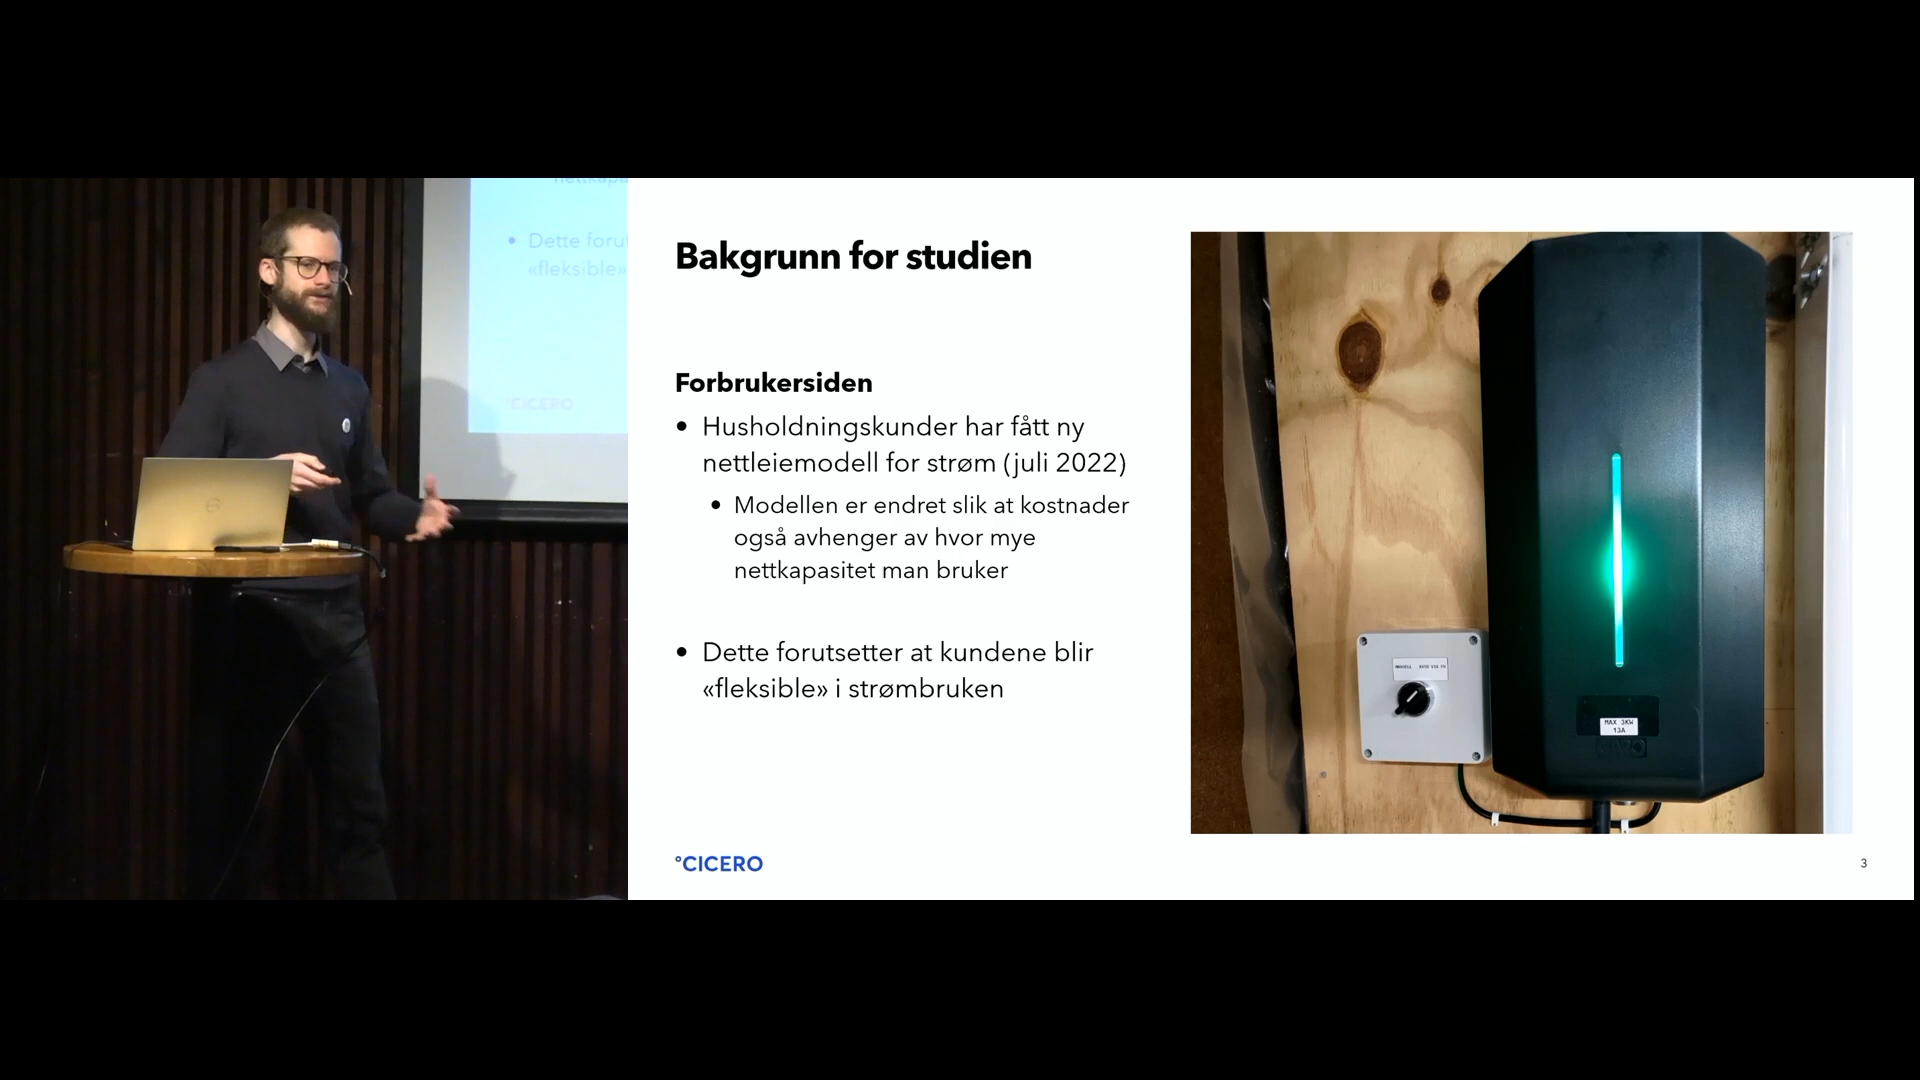 nettkapa
• Dette forut
«fleksible»
°CICERO
Bakgrunn for studien
Forbrukersiden
• Husholdningskunder har fått ny
nettleiemodell for strøm (juli 2022)
• Modellen er endret slik at kostnader
også avhenger av hvor mye
nettkapasitet man bruker
• Dette forutsetter at kundene blir
«fleksible» i strømbruken
MAX 3KW
13A
°CICERO
3